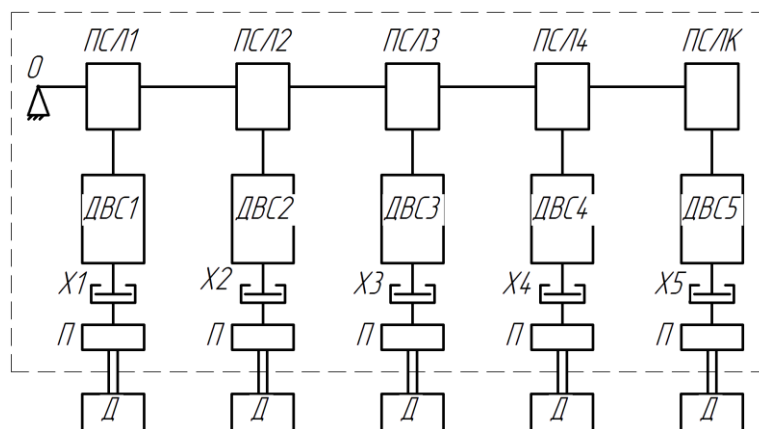 ПСЛ1 ПСЛ2 ПСЛ3 ПСЛ4 ПСЛК
О
ДВС1 ДВС2 ДВС3 ДВС4 ДВС5
Х1 Х2 Х3 Х4 Х5
П П П П П
Д Д Д Д Д